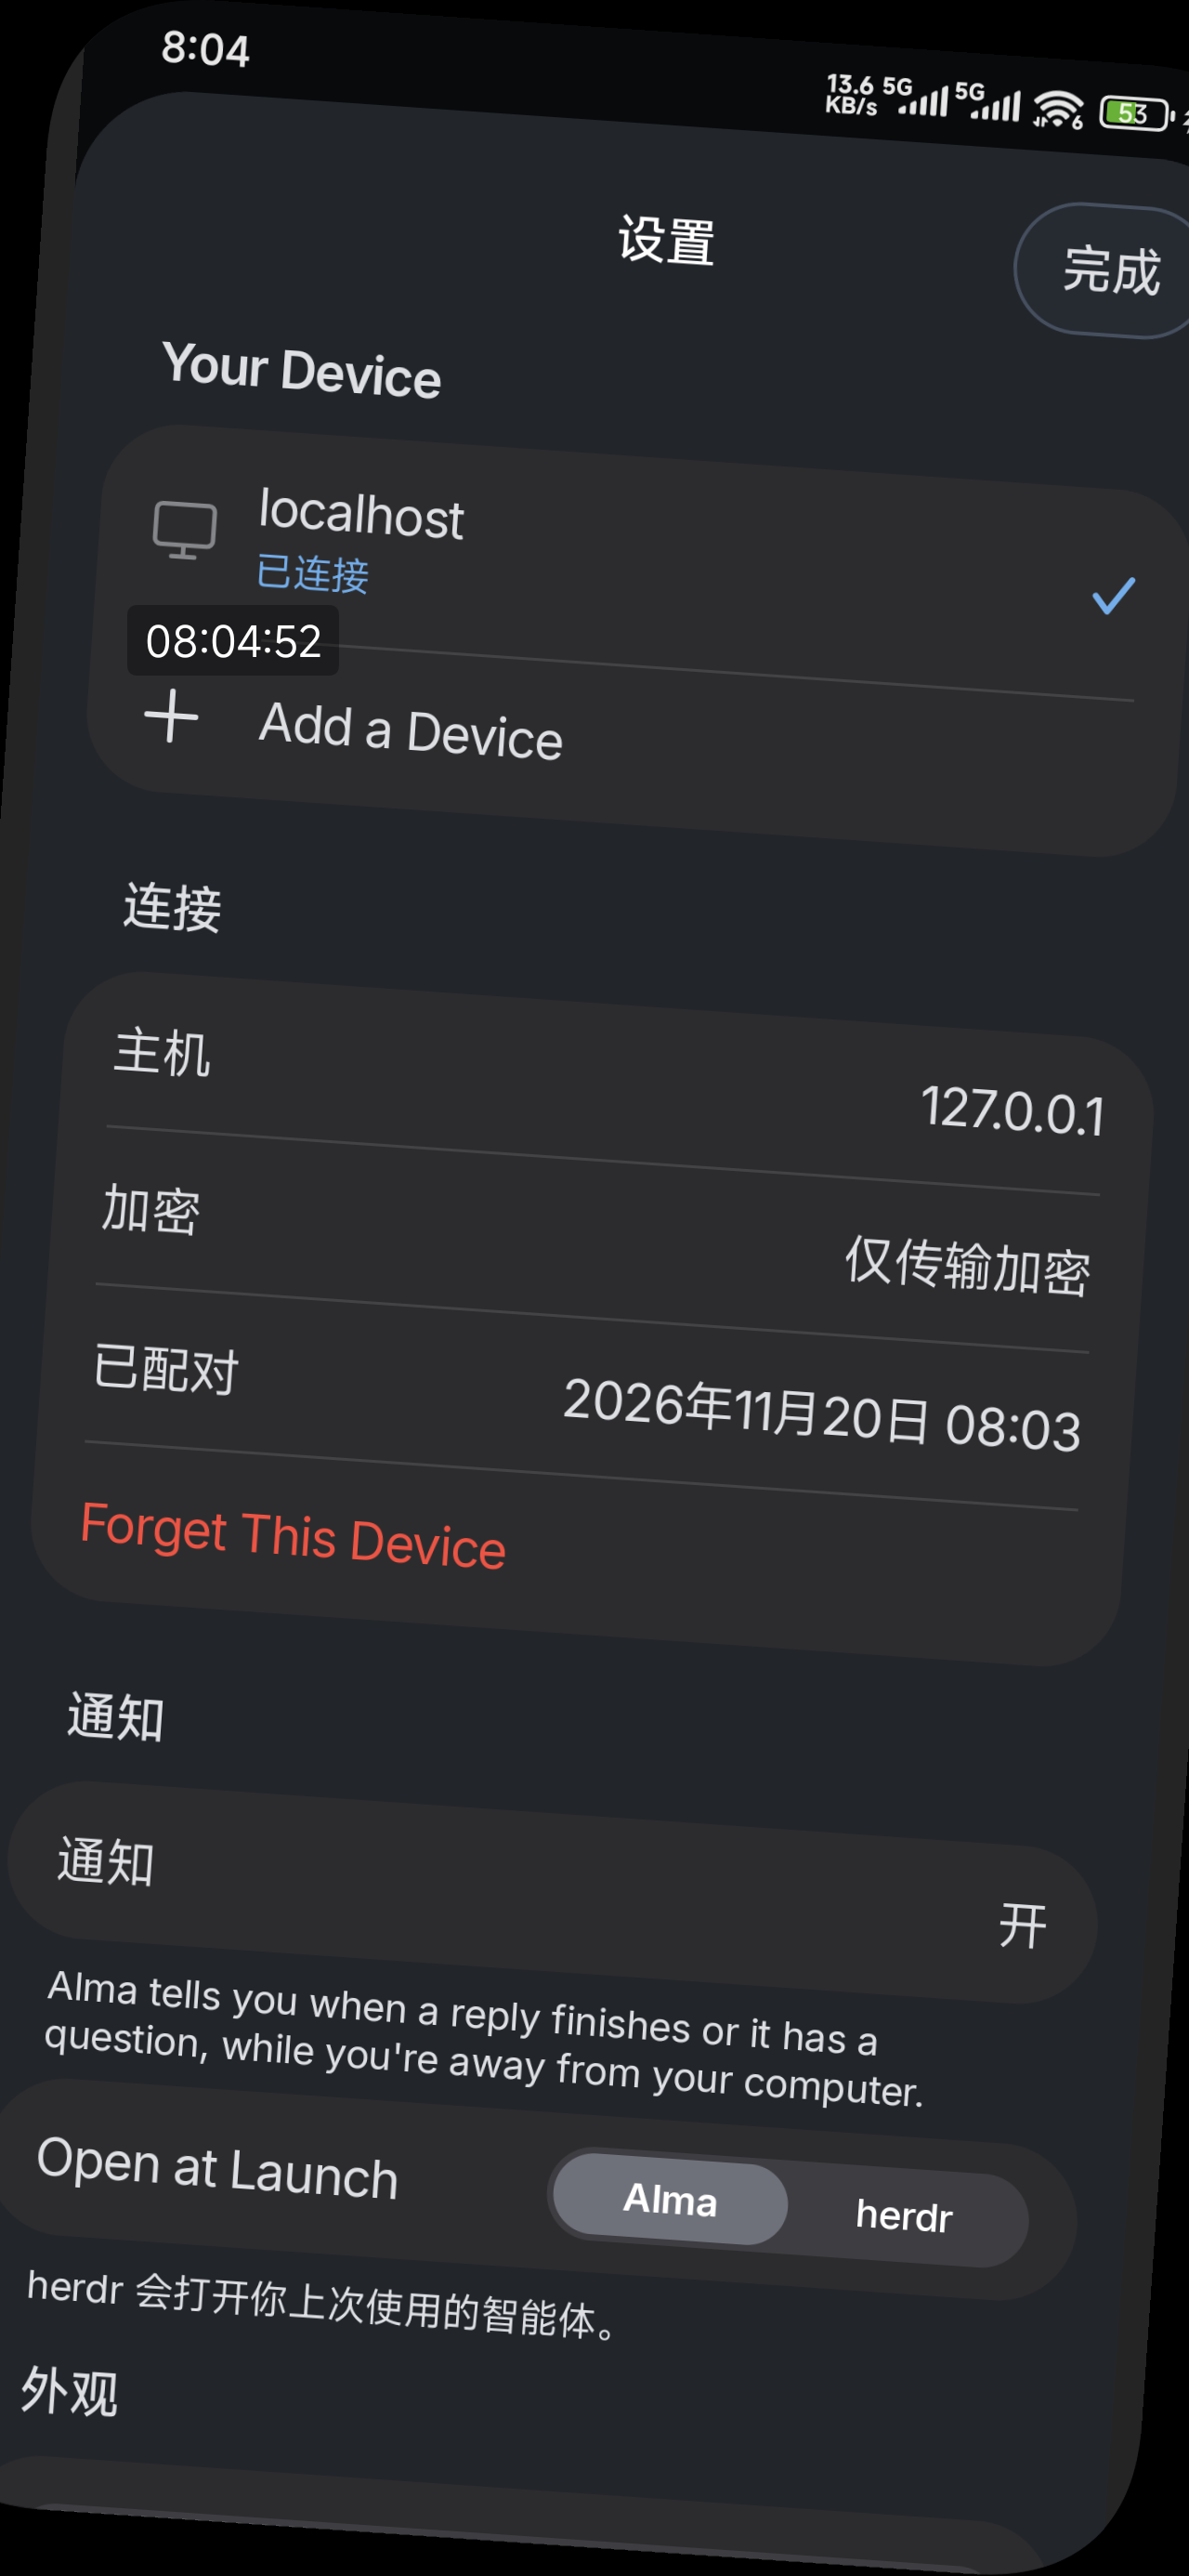 8:04
13.6 KB/s 5G 5G 6 53
设置
完成
Your Device
localhost
已连接
08:04:52
Add a Device
连接
主机
127.0.0.1
加密
仅传输加密
已配对
2026年11月20日 08:03
Forget This Device
通知
通知
开
Alma tells you when a reply finishes or it has a
question, while you're away from your computer.
Open at Launch
Alma
herdr
herdr 会打开你上次使用的智能体。
外观